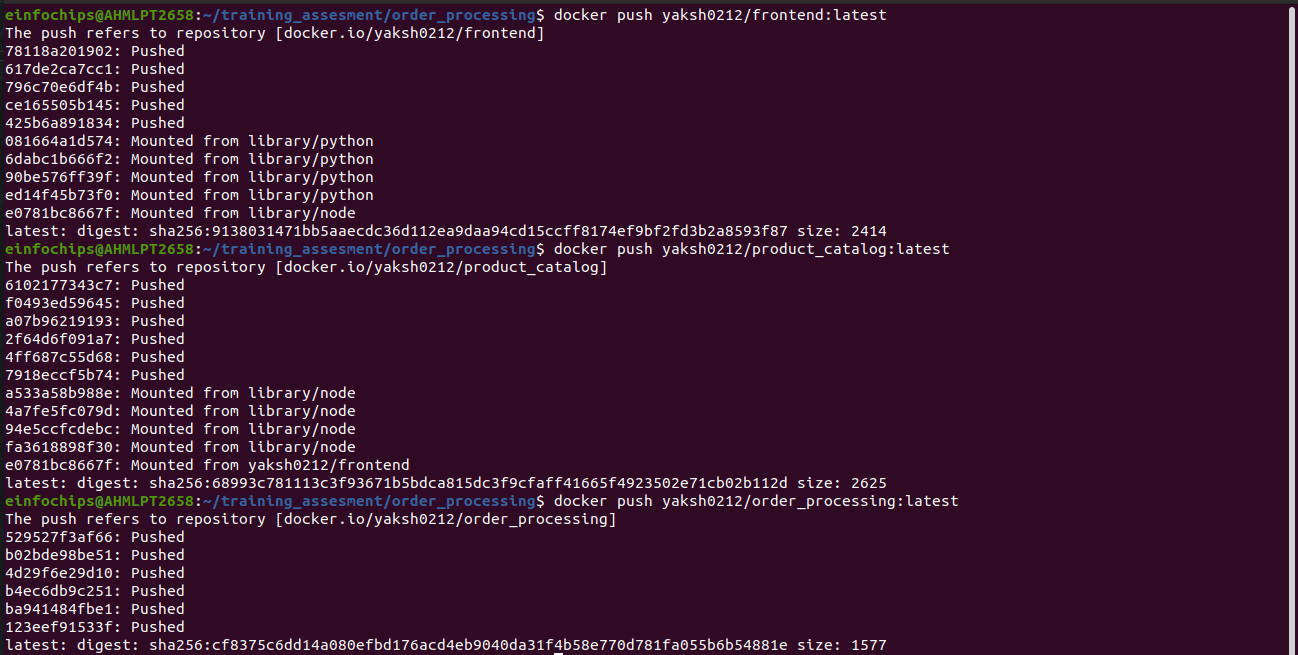 einfochips@AHMLPT2658:~/training_assesment/order_processing$ docker push yaksh0212/frontend:latest
The push refers to repository [docker.io/yaksh0212/frontend]
78118a201902: Pushed
617de2ca7cc1: Pushed
796c70e6df4b: Pushed
ce165505b145: Pushed
425b6a891834: Pushed
081664a1d574: Mounted from library/python
6dabc1b666f2: Mounted from library/python
90be576ff39f: Mounted from library/python
ed14f45b73f0: Mounted from library/python
e0781bc8667f: Mounted from library/node
latest: digest: sha256:9138031471bb5aaecdc36d112ea9daa94cd15ccff8174ef9bf2fd3b2a8593f87 size: 2414
einfochips@AHMLPT2658:~/training_assesment/order_processing$ docker push yaksh0212/product_catalog:latest
The push refers to repository [docker.io/yaksh0212/product_catalog]
6102177343c7: Pushed
f0493ed59645: Pushed
a07b96219193: Pushed
2f64d6f091a7: Pushed
4ff687c55d68: Pushed
7918eccf5b74: Pushed
a533a58b988e: Mounted from library/node
4a7fe5fc079d: Mounted from library/node
94e5ccfcdebc: Mounted from library/node
fa3618898f30: Mounted from library/node
e0781bc8667f: Mounted from yaksh0212/frontend
latest: digest: sha256:68993c781113c3f93671b5bdca815dc3f9cfaff41665f4923502e71cb02b112d size: 2625
einfochips@AHMLPT2658:~/training_assesment/order_processing$ docker push yaksh0212/order_processing:latest
The push refers to repository [docker.io/yaksh0212/order_processing]
529527f3af66: Pushed
b02bde98be51: Pushed
4d29f6e29d10: Pushed
b4ec6db9c251: Pushed
ba941484fbe1: Pushed
123eef91533f: Pushed
latest: digest: sha256:cf8375c6dd14a080efbd176acd4eb9040da31f4b58e770d781fa055b6b54881e size: 1577